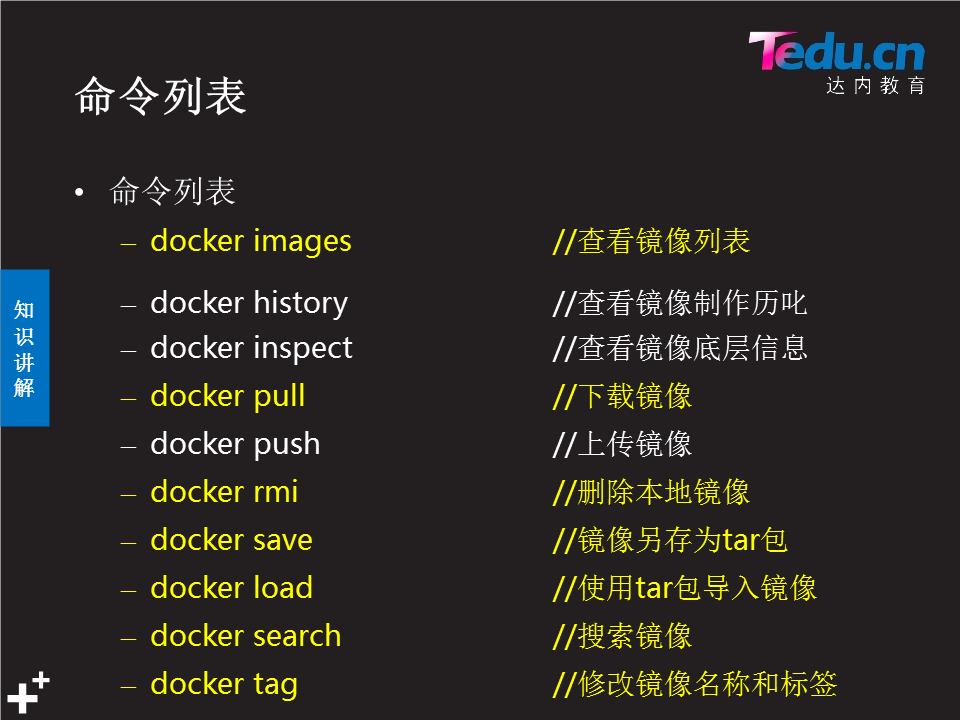 Tedu.cn
达内教育
命令列表
• 命令列表
– docker images //查看镜像列表
– docker history //查看镜像制作历叱
– docker inspect //查看镜像底层信息
– docker pull //下载镜像
– docker push //上传镜像
– docker rmi //删除本地镜像
– docker save //镜像另存为tar包
– docker load //使用tar包导入镜像
– docker search //搜索镜像
– docker tag //修改镜像名称和标签
知
识
讲
解